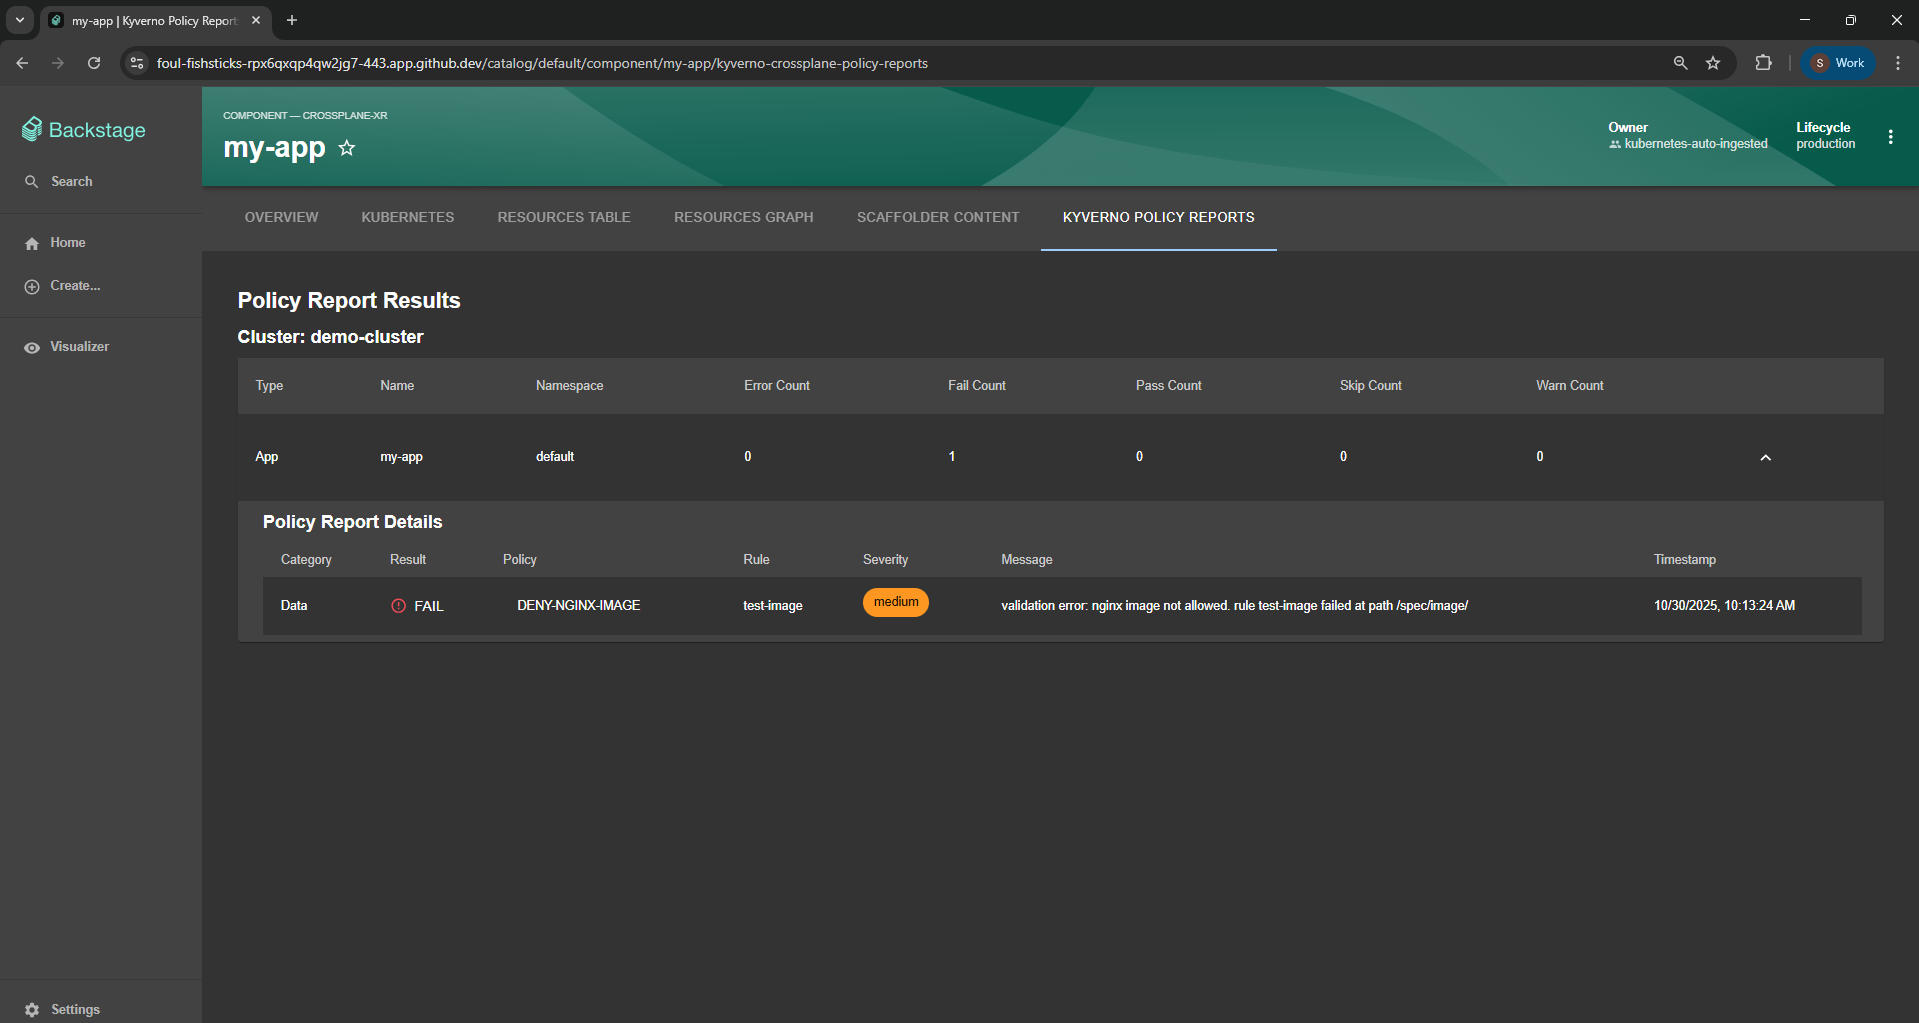 my-app | Kyverno Policy Report
foul-fishsticks-rpx6qxqp4qw2jg7-443.app.github.dev/catalog/default/component/my-app/kyverno-crossplane-policy-reports
S Work
Backstage
Search
Home
Create...
Visualizer
Settings
COMPONENT — CROSSPLANE-XR
my-app
Owner
kubernetes-auto-ingested
Lifecycle
production
OVERVIEW KUBERNETES RESOURCES TABLE RESOURCES GRAPH SCAFFOLDER CONTENT KYVERNO POLICY REPORTS
Policy Report Results
Cluster: demo-cluster
Type Name Namespace Error Count Fail Count Pass Count Skip Count Warn Count
App my-app default 0 1 0 0 0
Policy Report Details
Category Result Policy Rule Severity Message Timestamp
Data FAIL DENY-NGINX-IMAGE test-image medium validation error: nginx image not allowed. rule test-image failed at path /spec/image/ 10/30/2025, 10:13:24 AM